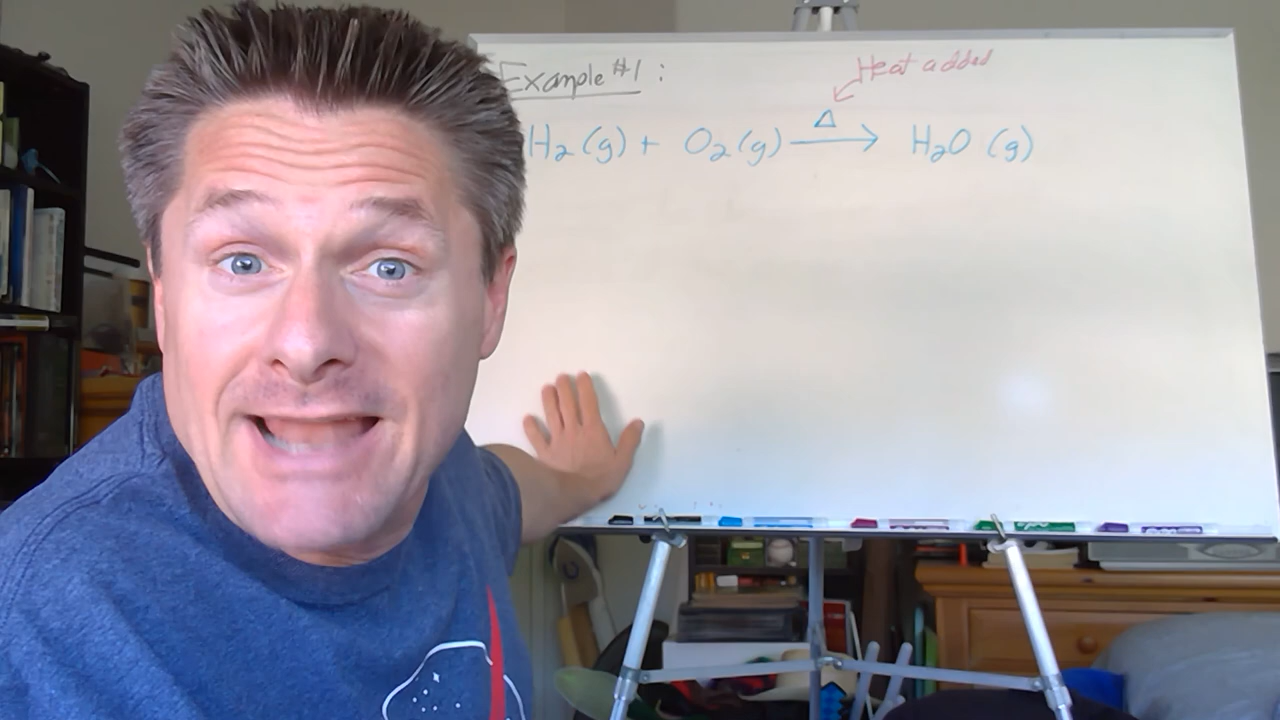 Example #1 :
Heat added
H₂ (g) + O₂ (g) Δ→ H₂O (g)